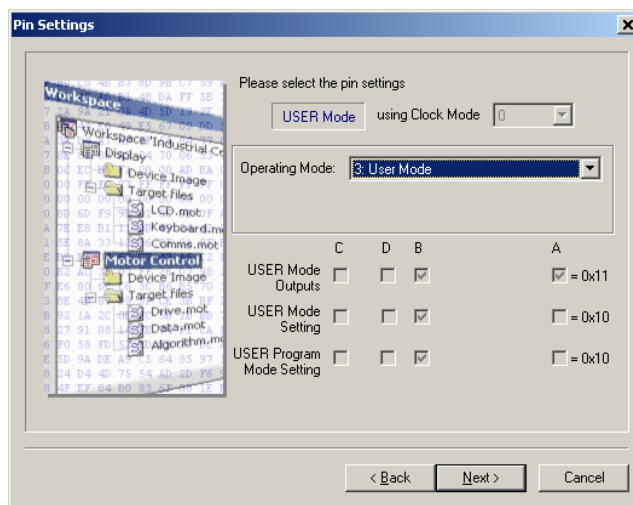 Pin Settings
Please select the pin settings
USER Mode using Clock Mode 0
Operating Mode: 3: User Mode
C D B A
USER Mode Outputs = 0x11
USER Mode Setting = 0x10
USER Program Mode Setting = 0x10
Workspace
Workspace 'Industrial Co
Display
Device Image
Target files
LCD.mot
Keyboard.m
Comms.mot
Motor Control
Device Image
Target files
Drive.mot
Data.mot
Algorithm.mot
< Back Next > Cancel